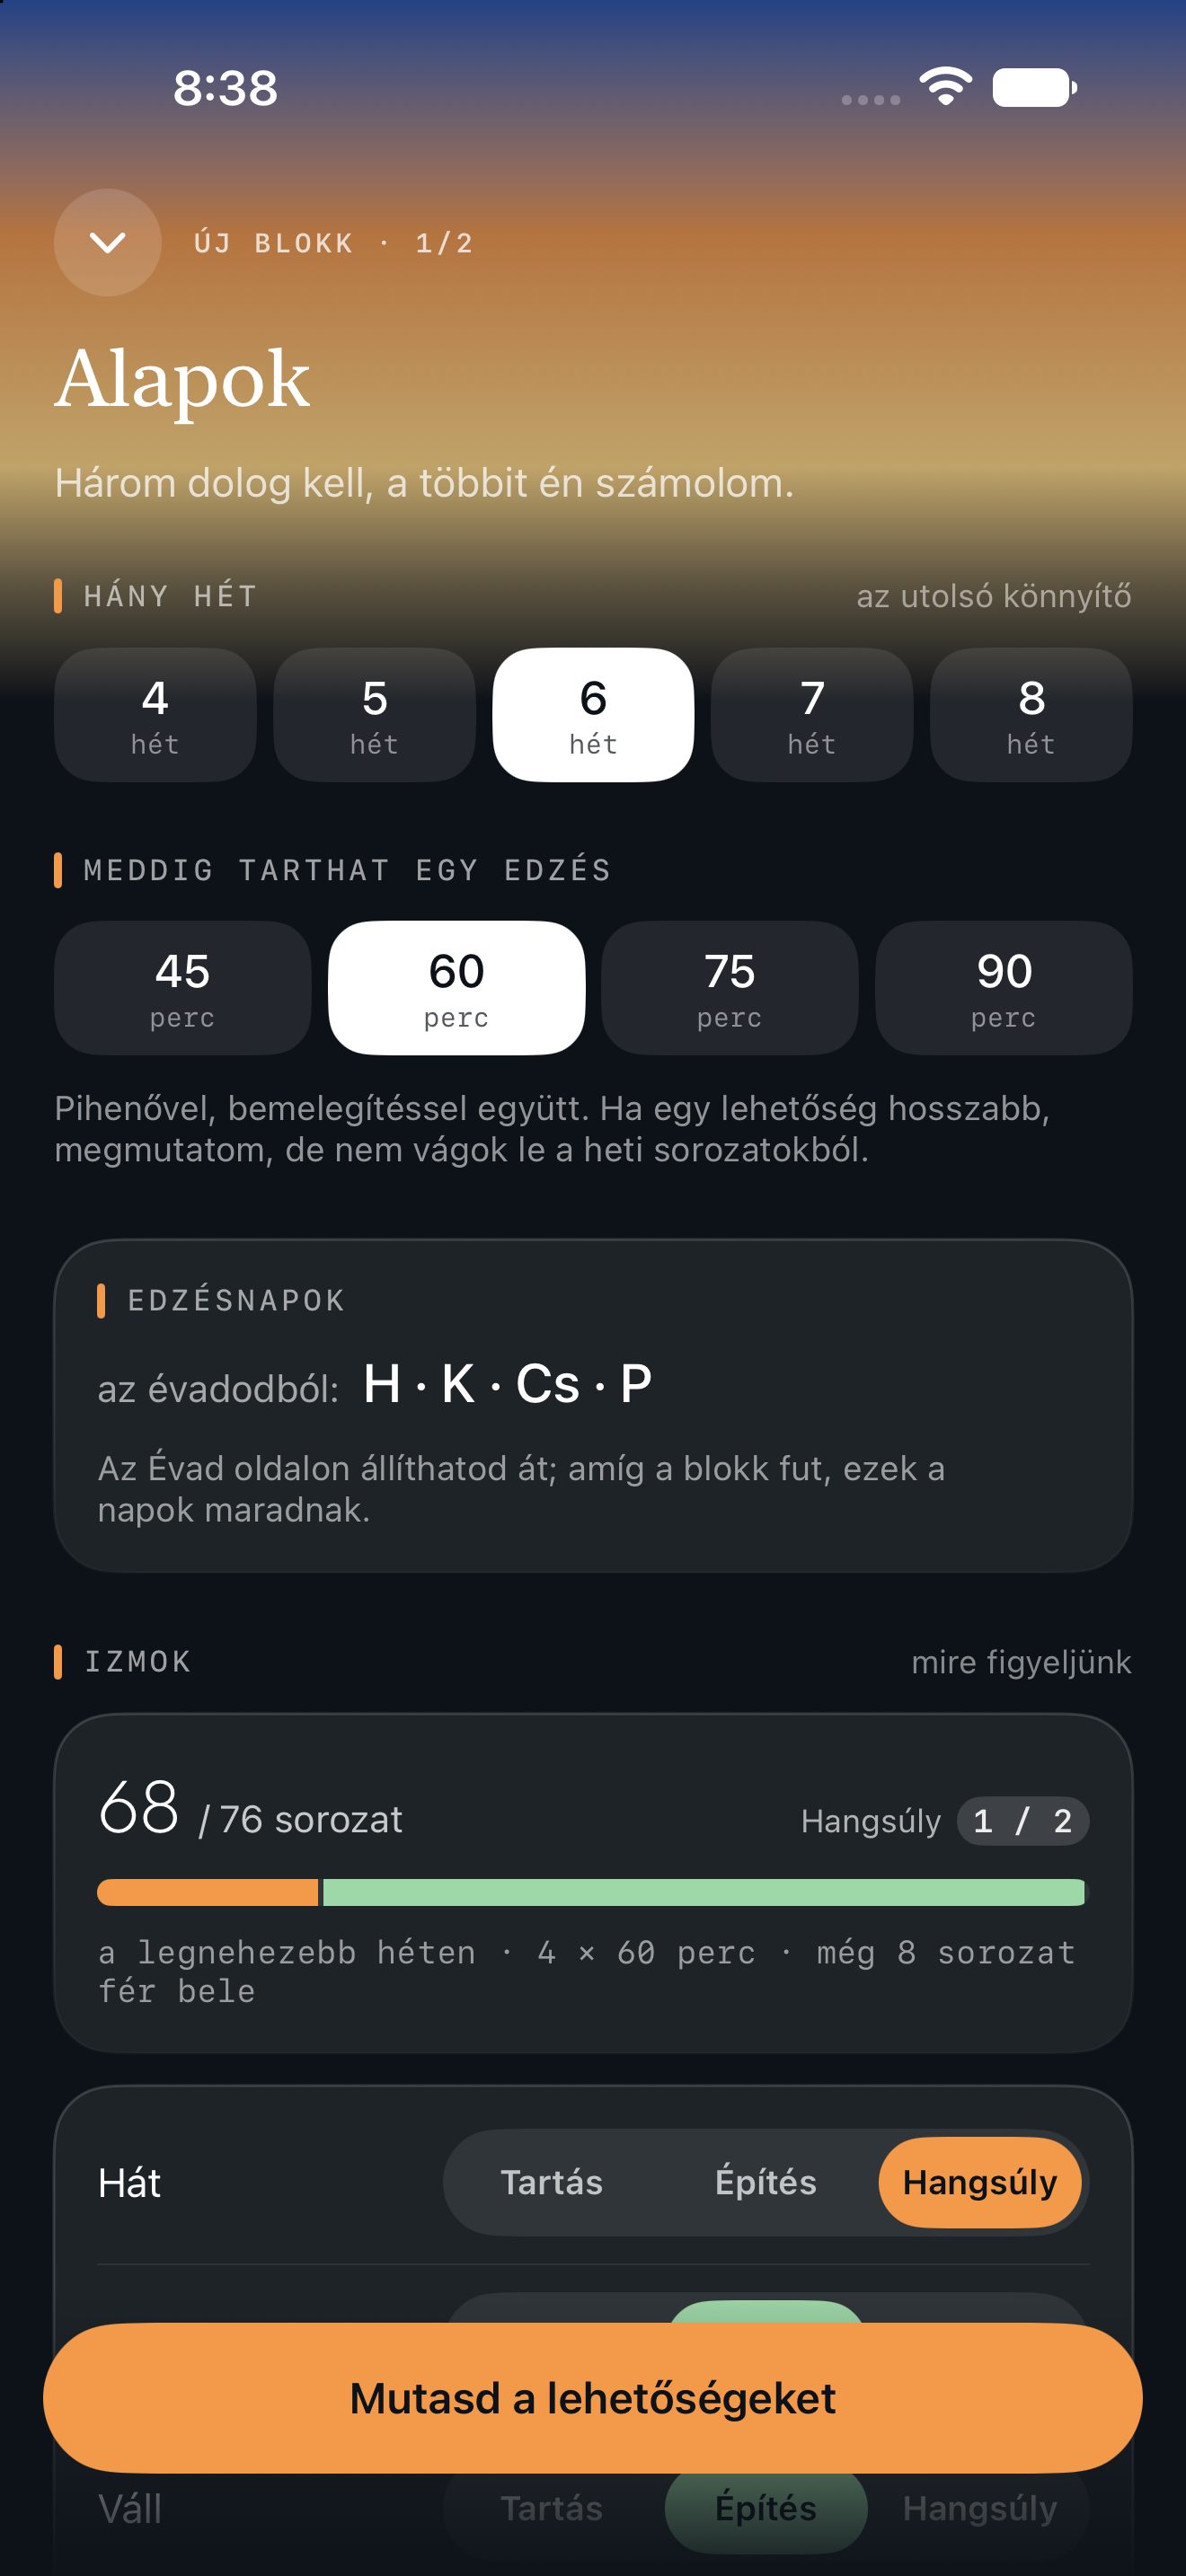 8:38
ÚJ BLOKK · 1/2
Alapok
Három dolog kell, a többit én számolom.
HÁNY HÉT
az utolsó könnyítő
4 5 6 7 8
hét hét hét hét hét
MEDDIG TARTHAT EGY EDZÉS
45 60 75 90
perc perc perc perc
Pihenővel, bemelegítéssel együtt. Ha egy lehetőség hosszabb,
megmutatom, de nem vágok le a heti sorozatokból.
EDZÉSNAPOK
az évadodból: H · K · Cs · P
Az Évad oldalon állíthatod át; amíg a blokk fut, ezek a
napok maradnak.
IZMOK
mire figyeljünk
68 / 76 sorozat
Hangsúly 1 / 2
a legnehezebb héten · 4 × 60 perc · még 8 sorozat
fér bele
Hát Tartás Építés Hangsúly
Mutasd a lehetőségeket
Váll Tartás Építés Hangsúly